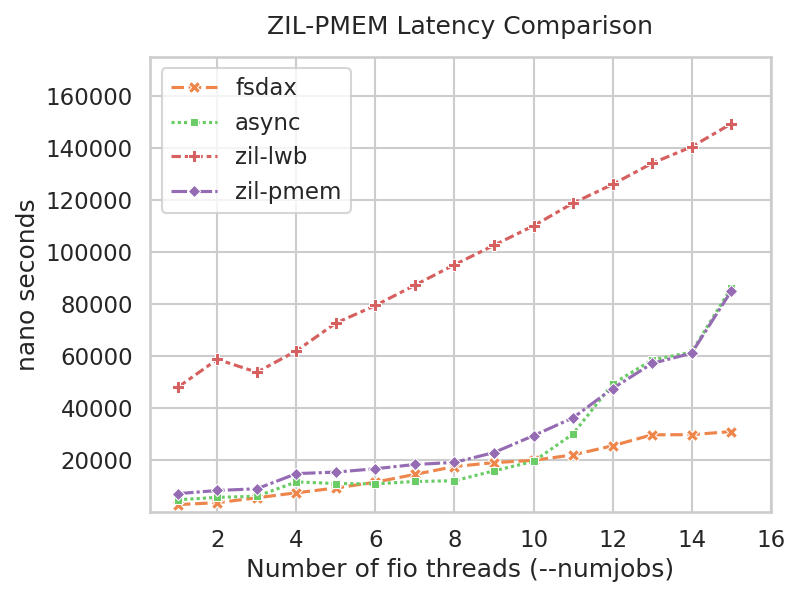 ZIL-PMEM Latency Comparison
fsdax
async
zil-lwb
zil-pmem
nano seconds
160000
140000
120000
100000
80000
60000
40000
20000
2 4 6 8 10 12 14 16
Number of fio threads (--numjobs)